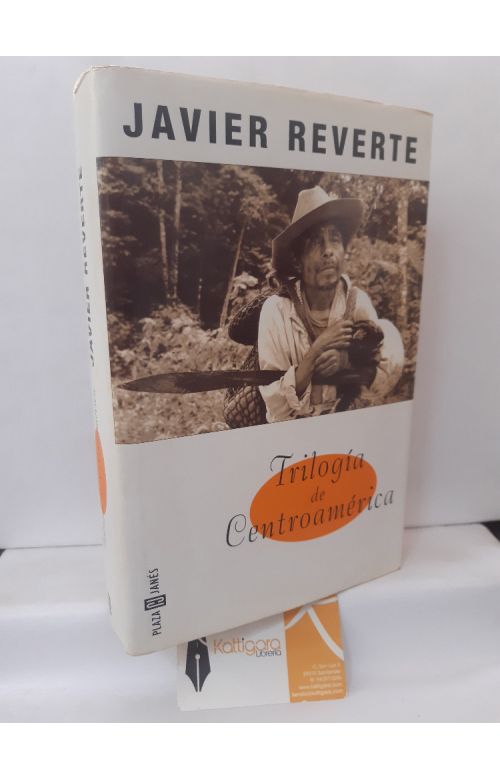 JAVIER REVERTE
Trilogía
de
Centroamérica
JAVIER REVERTE
PLAZA JANÉS
Kattigara
Librería